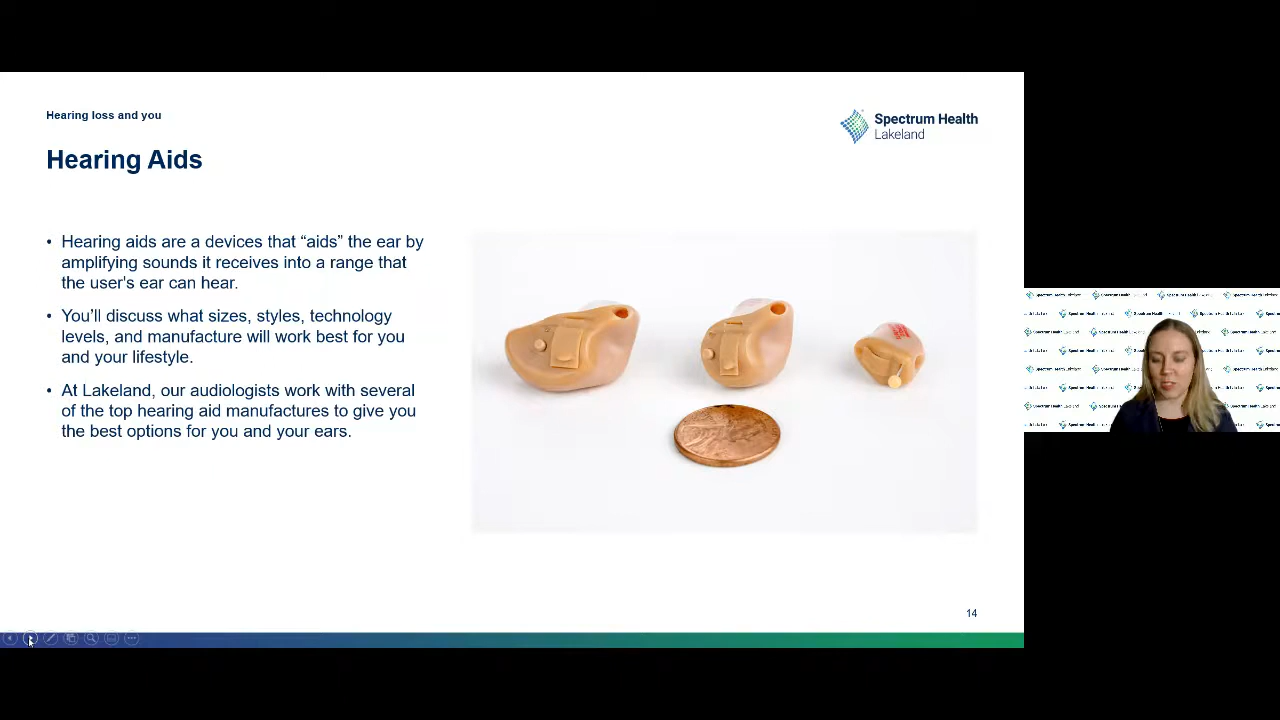 Hearing loss and you
Spectrum Health
Lakeland
Hearing Aids
• Hearing aids are a devices that “aids” the ear by
amplifying sounds it receives into a range that
the user's ear can hear.
• You’ll discuss what sizes, styles, technology
levels, and manufacture will work best for you
and your lifestyle.
• At Lakeland, our audiologists work with several
of the top hearing aid manufactures to give you
the best options for you and your ears.
14